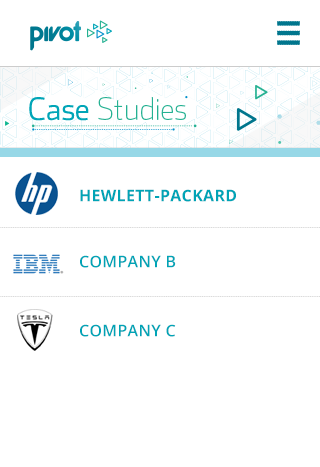 pivot
Case Studies
hp
HEWLETT-PACKARD
IBM.
COMPANY B
TESLA
COMPANY C